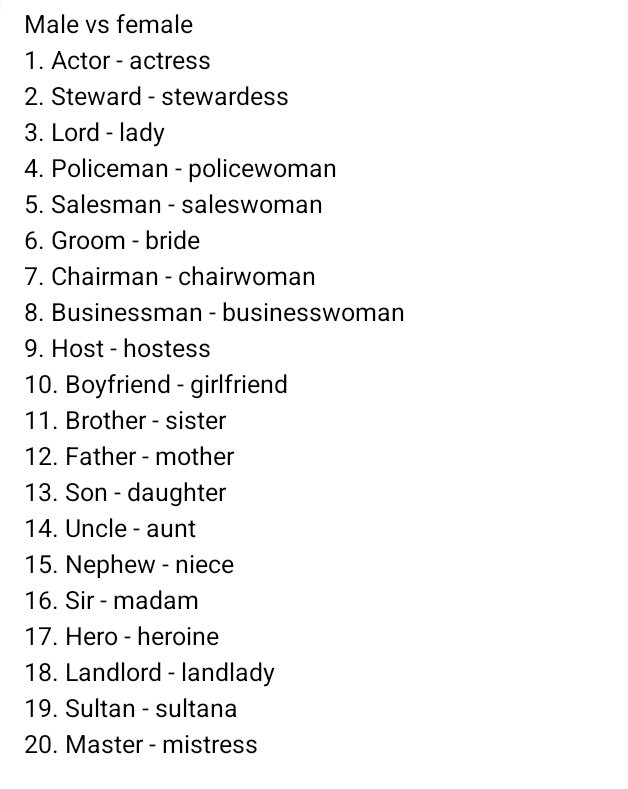 Male vs female
1. Actor - actress
2. Steward - stewardess
3. Lord - lady
4. Policeman - policewoman
5. Salesman - saleswoman
6. Groom - bride
7. Chairman - chairwoman
8. Businessman - businesswoman
9. Host - hostess
10. Boyfriend - girlfriend
11. Brother - sister
12. Father - mother
13. Son - daughter
14. Uncle - aunt
15. Nephew - niece
16. Sir - madam
17. Hero - heroine
18. Landlord - landlady
19. Sultan - sultana
20. Master - mistress